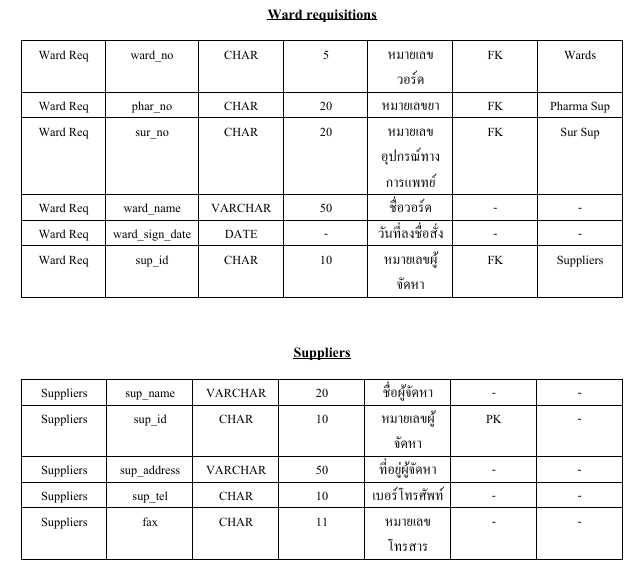 Ward requisitions
Ward Req ward_no CHAR 5 หมายเลข FK Wards
วอร์ด
Ward Req phar_no CHAR 20 หมายเลขยา FK Pharma Sup
Ward Req sur_no CHAR 20 หมายเลข FK Sur Sup
อุปกรณ์ทาง
การแพทย์
Ward Req ward_name VARCHAR 50 ชื่อวอร์ด - -
Ward Req ward_sign_date DATE - วันที่ลงชื่อสั่ง - -
Ward Req sup_id CHAR 10 หมายเลขผู้ FK Suppliers
จัดหา
Suppliers
Suppliers sup_name VARCHAR 20 ชื่อผู้จัดหา - -
Suppliers sup_id CHAR 10 หมายเลขผู้ PK -
จัดหา
Suppliers sup_address VARCHAR 50 ที่อยู่ผู้จัดหา - -
Suppliers sup_tel CHAR 10 เบอร์โทรศัพท์ - -
Suppliers fax CHAR 11 หมายเลข - -
โทรสาร